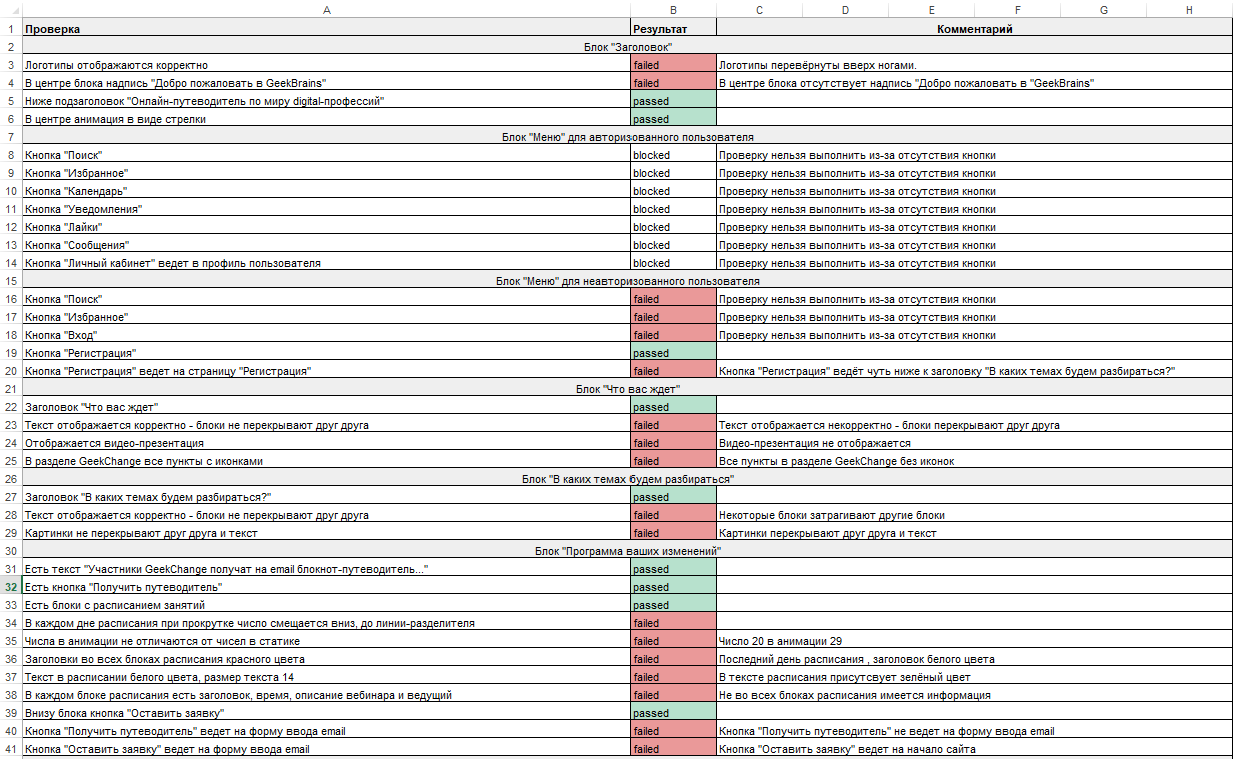 A B C D E F G H
1 Проверка Результат Комментарий
2 Блок "Заголовок"
3 Логотипы отображаются корректно failed Логотипы перевёрнуты вверх ногами.
4 В центре блока надпись "Добро пожаловать в GeekBrains" failed В центре блока отсутствует надпись "Добро пожаловать в "GeekBrains"
5 Ниже подзаголовок "Онлайн-путеводитель по миру digital-профессий" passed
6 В центре анимация в виде стрелки passed
7 Блок "Меню" для авторизованного пользователя
8 Кнопка "Поиск" blocked Проверку нельзя выполнить из-за отсутствия кнопки
9 Кнопка "Избранное" blocked Проверку нельзя выполнить из-за отсутствия кнопки
10 Кнопка "Календарь" blocked Проверку нельзя выполнить из-за отсутствия кнопки
11 Кнопка "Уведомления" blocked Проверку нельзя выполнить из-за отсутствия кнопки
12 Кнопка "Лайки" blocked Проверку нельзя выполнить из-за отсутствия кнопки
13 Кнопка "Сообщения" blocked Проверку нельзя выполнить из-за отсутствия кнопки
14 Кнопка "Личный кабинет" ведет в профиль пользователя blocked Проверку нельзя выполнить из-за отсутствия кнопки
15 Блок "Меню" для неавторизованного пользователя
16 Кнопка "Поиск" failed Проверку нельзя выполнить из-за отсутствия кнопки
17 Кнопка "Избранное" failed Проверку нельзя выполнить из-за отсутствия кнопки
18 Кнопка "Вход" failed Проверку нельзя выполнить из-за отсутствия кнопки
19 Кнопка "Регистрация" passed
20 Кнопка "Регистрация" ведет на страницу "Регистрация" failed Кнопка "Регистрация" ведёт чуть ниже к заголовку "В каких темах будем разбираться?"
21 Блок "Что вас ждет"
22 Заголовок "Что вас ждет" passed
23 Текст отображается корректно - блоки не перекрывают друг друга failed Текст отображается некорректно - блоки перекрывают друг друга
24 Отображается видео-презентация failed Видео-презентация не отображается
25 В разделе GeekChange все пункты с иконками failed Все пункты в разделе GeekChange без иконок
26 Блок "В каких темах будем разбираться"
27 Заголовок "В каких темах будем разбираться?" passed
28 Текст отображается корректно - блоки не перекрывают друг друга failed Некоторые блоки затрагивают другие блоки
29 Картинки не перекрывают друг друга и текст failed Картинки перекрывают друг друга и текст
30 Блок "Программа ваших изменений"
31 Есть текст "Участники GeekChange получат на email блокнот-путеводитель..." passed
32 Есть кнопка "Получить путеводитель" passed
33 Есть блоки с расписанием занятий passed
34 В каждом дне расписания при прокрутке число смещается вниз, до линии-разделителя failed
35 Числа в анимации не отличаются от чисел в статике failed Число 20 в анимации 29
36 Заголовки во всех блоках расписания красного цвета failed Последний день расписания , заголовок белого цвета
37 Текст в расписании белого цвета, размер текста 14 failed В тексте расписания присутсвует зелёный цвет
38 В каждом блоке расписания есть заголовок, время, описание вебинара и ведущий failed Не во всех блоках расписания имеется информация
39 Внизу блока кнопка "Оставить заявку" passed
40 Кнопка "Получить путеводитель" ведет на форму ввода email failed Кнопка "Получить путеводитель" не ведет на форму ввода email
41 Кнопка "Оставить заявку" ведет на форму ввода email failed Кнопка "Оставить заявку" ведет на начало сайта